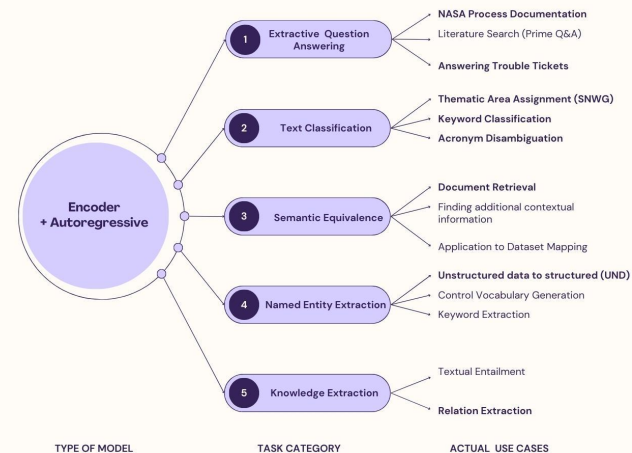 Encoder
+ Autoregressive
1
Extractive Question
Answering
NASA Process Documentation
Literature Search (Prime Q&A)
Answering Trouble Tickets
2
Text Classification
Thematic Area Assignment (SNWG)
Keyword Classification
Acronym Disambiguation
3
Semantic Equivalence
Document Retrieval
Finding additional contextual
information
Application to Dataset Mapping
4
Named Entity Extraction
Unstructured data to structured (UND)
Control Vocabulary Generation
Keyword Extraction
5
Knowledge Extraction
Textual Entailment
Relation Extraction
TYPE OF MODEL
TASK CATEGORY
ACTUAL USE CASES